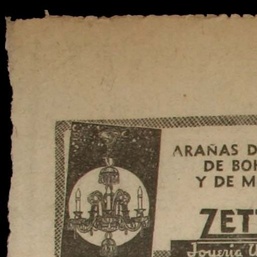 ARAÑAS D
DE BOH
Y DE M
ZETT
Joyería U